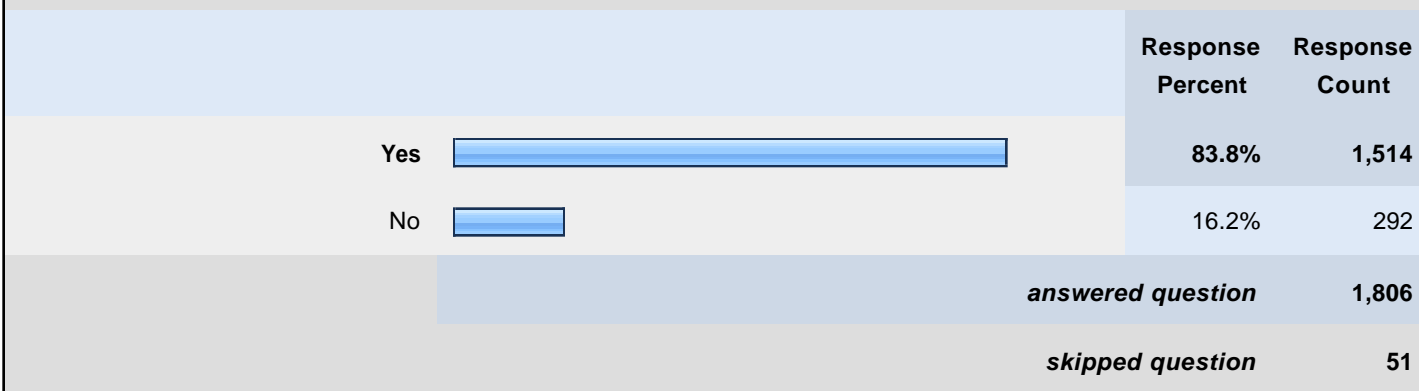 Response Response
Percent Count
Yes 83.8% 1,514
No 16.2% 292
answered question 1,806
skipped question 51